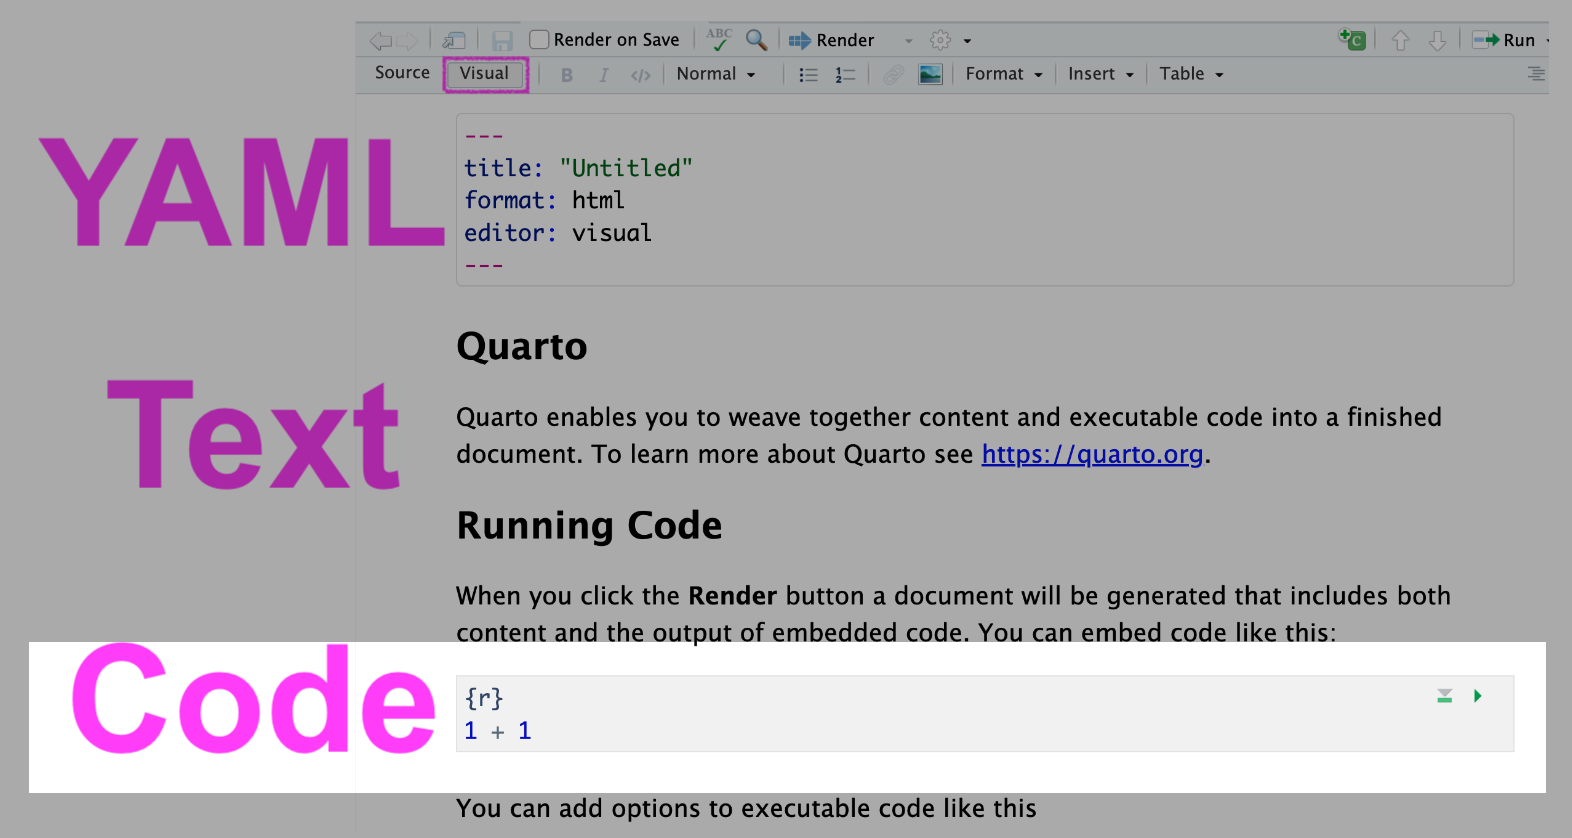 Render on Save ABC Render C Run
Source Visual B I </> Normal Format Insert Table
YAML
---
title: "Untitled"
format: html
editor: visual
---
Text
Quarto
Quarto enables you to weave together content and executable code into a finished
document. To learn more about Quarto see https://quarto.org.
Running Code
When you click the Render button a document will be generated that includes both
content and the output of embedded code. You can embed code like this:
Code
{r}
1 + 1
You can add options to executable code like this